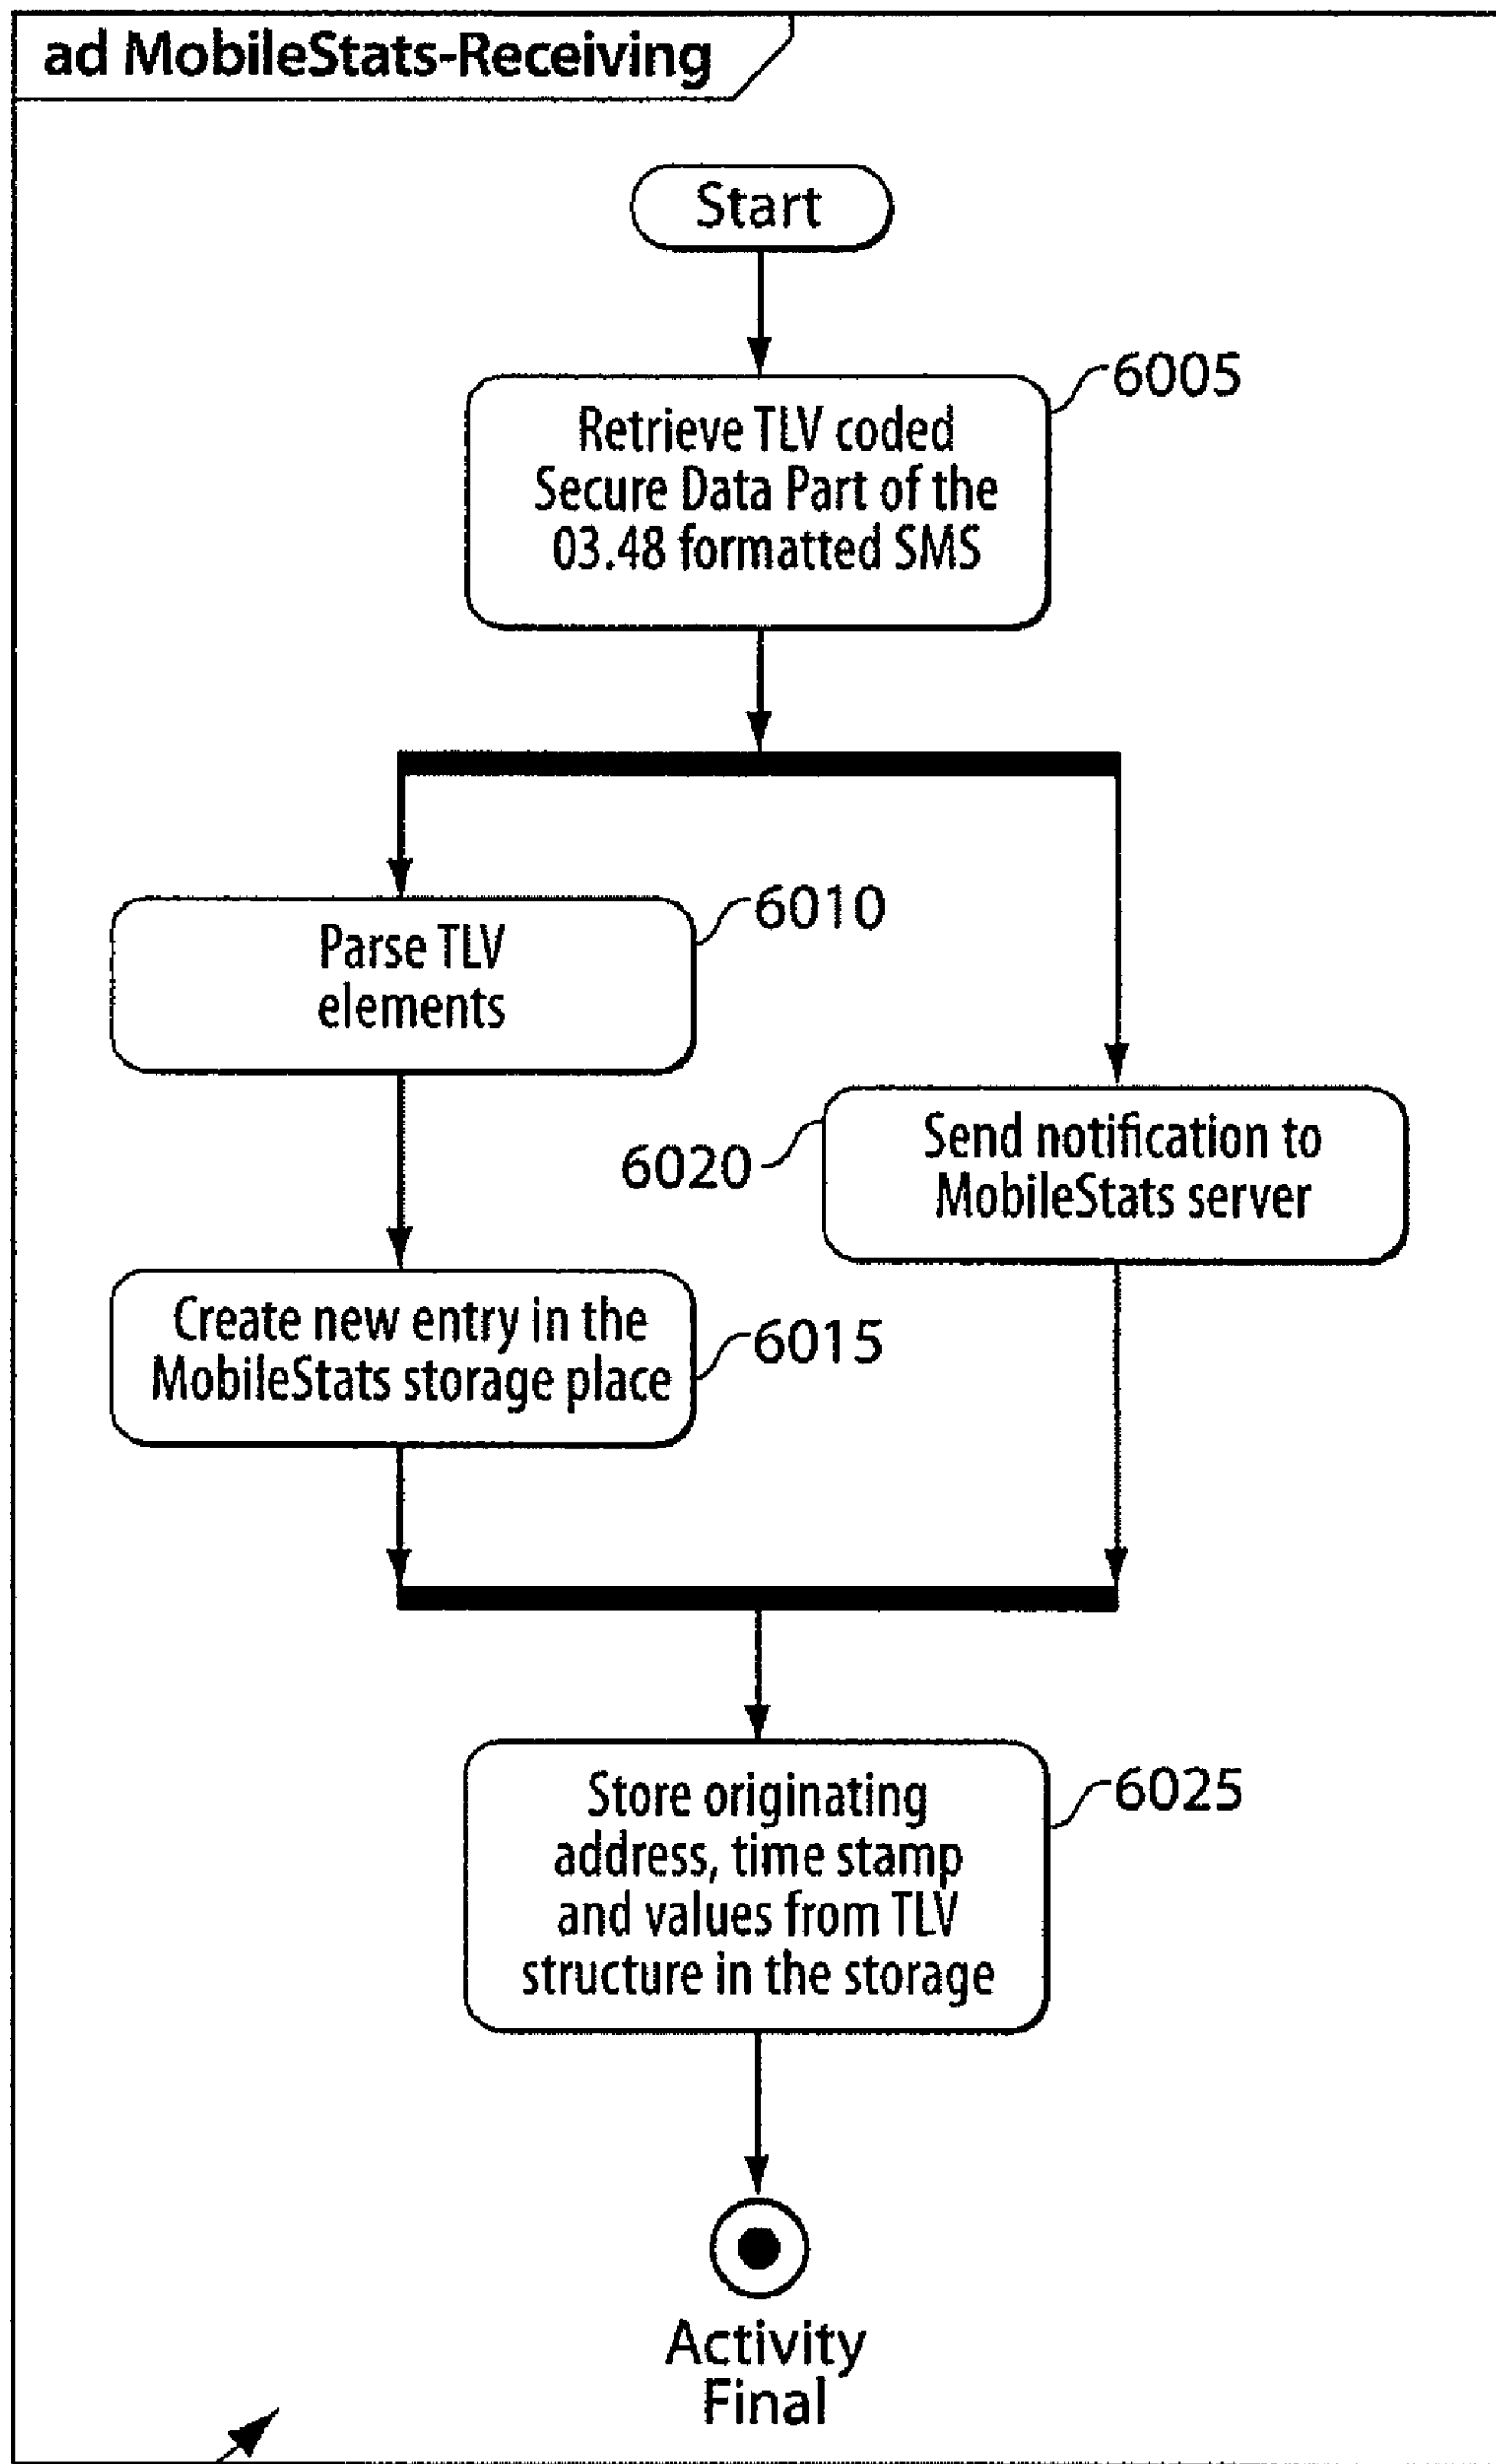 ad MobileStats-Receiving
Start
6005
Retrieve TLV coded
Secure Data Part of the
03.48 formatted SMS
6010
Parse TLV
elements
6020
Send notification to
MobileStats server
Create new entry in the
MobileStats storage place
6015
6025
Store originating
address, time stamp
and values from TLV
structure in the storage
Activity
Final